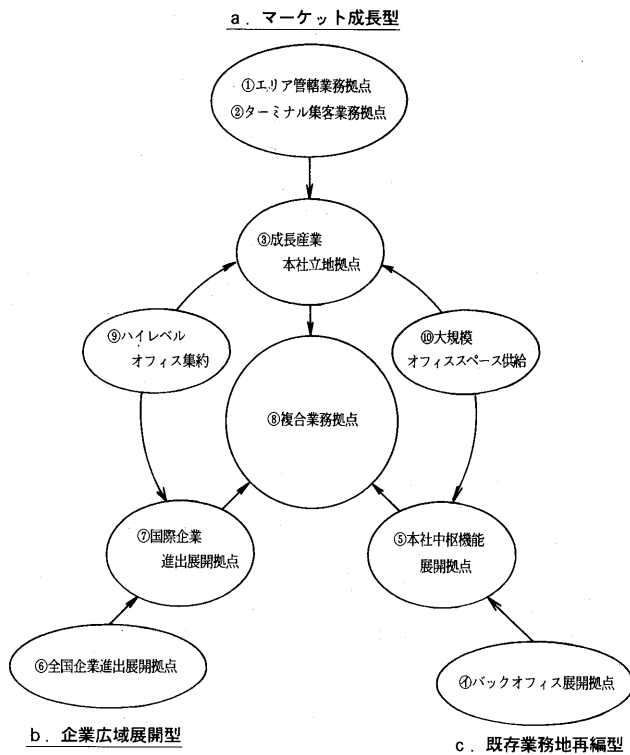 a．マーケット成長型
①エリア管轄業務拠点
②ターミナル集客業務拠点
③成長産業
本社立地拠点
⑨ハイレベル
オフィス集約
⑩大規模
オフィススペース供給
⑧複合業務拠点
⑦国際企業
進出展開拠点
⑤本社中枢機能
展開拠点
⑥全国企業進出展開拠点
④バックオフィス展開拠点
b．企業広域展開型
c．既存業務地再編型